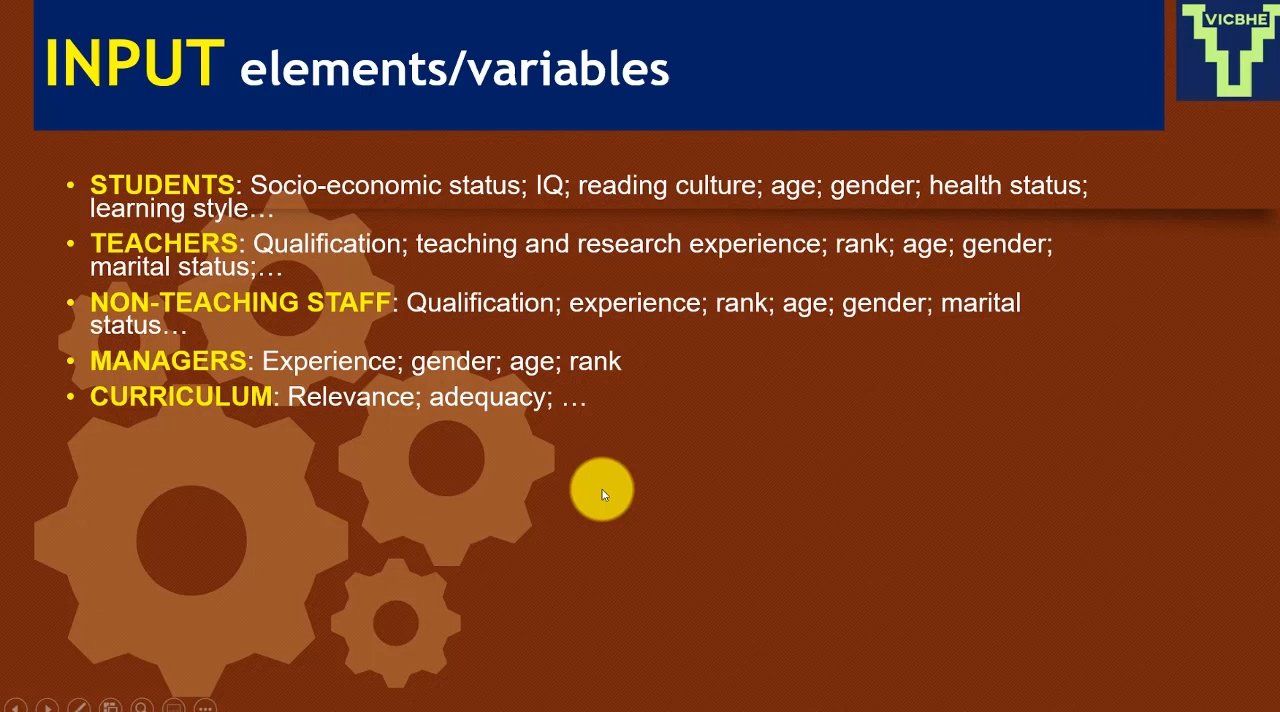 VICBHE
INPUT elements/variables
• STUDENTS: Socio-economic status; IQ; reading culture; age; gender; health status;
learning style…
• TEACHERS: Qualification; teaching and research experience; rank; age; gender;
marital status;…
• NON-TEACHING STAFF: Qualification; experience; rank; age; gender; marital
status…
• MANAGERS: Experience; gender; age; rank
• CURRICULUM: Relevance; adequacy; …